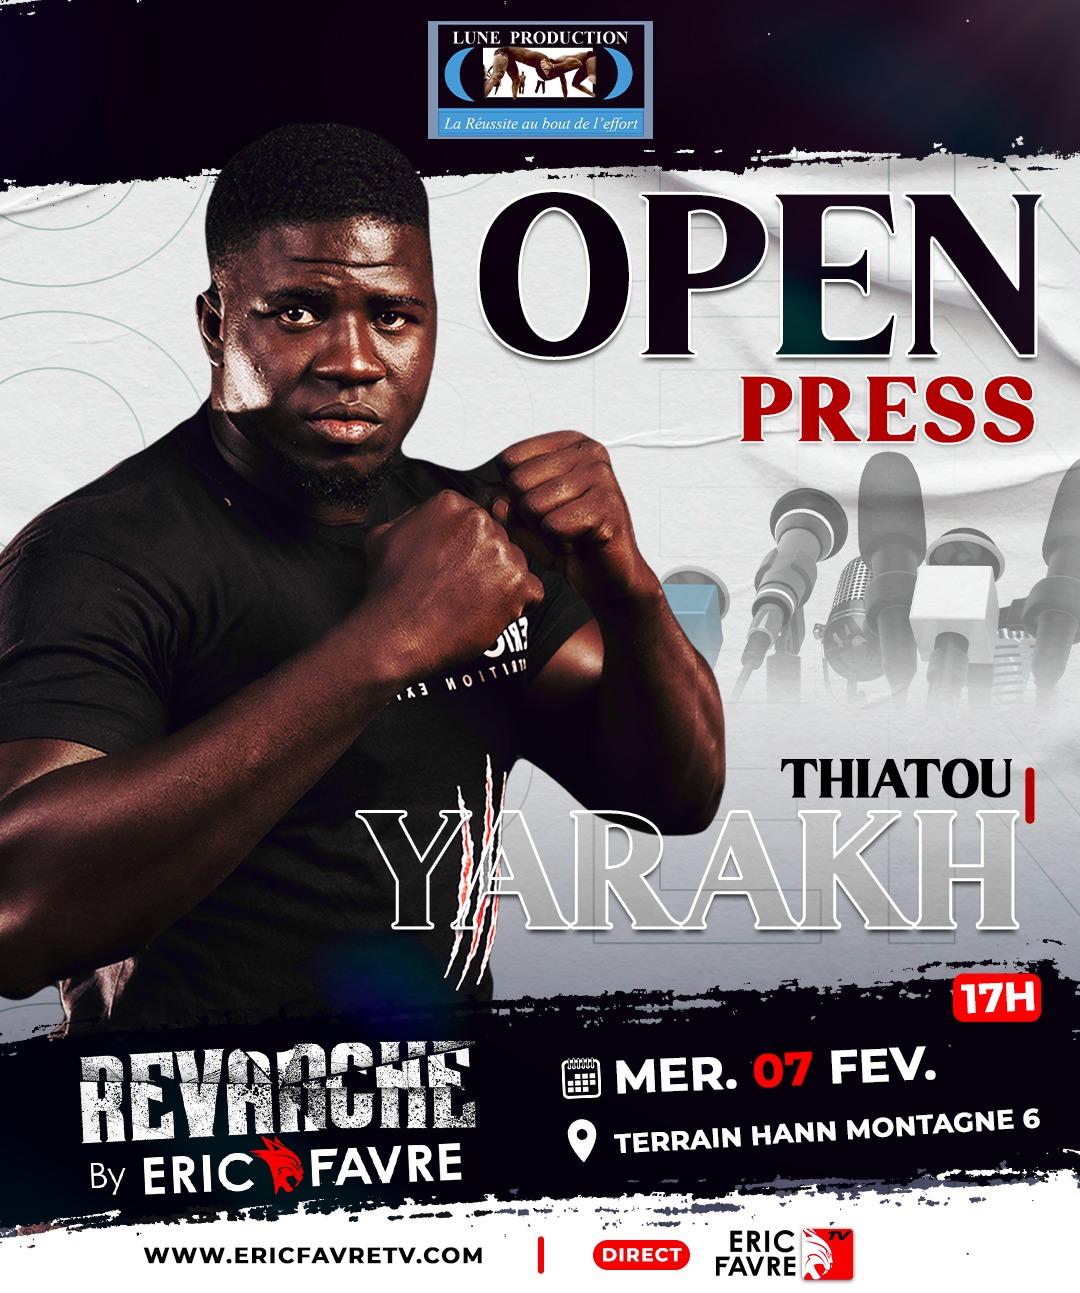 LUNE PRODUCTION
La Réussite au bout de l'effort
OPEN
PRESS
THIATOU
YARAKH
17H
REVANCHE
By ERIC FAVRE
MER. 07 FEV.
TERRAIN HANN MONTAGNE 6
WWW.ERICFAVRETV.COM
DIRECT
ERIC
FAVRE
TV